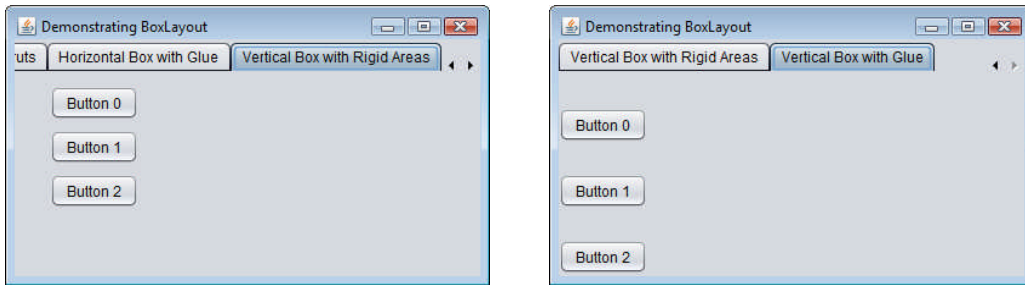 Demonstrating BoxLayout
uts Horizontal Box with Glue Vertical Box with Rigid Areas
Button 0
Button 1
Button 2
Demonstrating BoxLayout
Vertical Box with Rigid Areas Vertical Box with Glue
Button 0
Button 1
Button 2